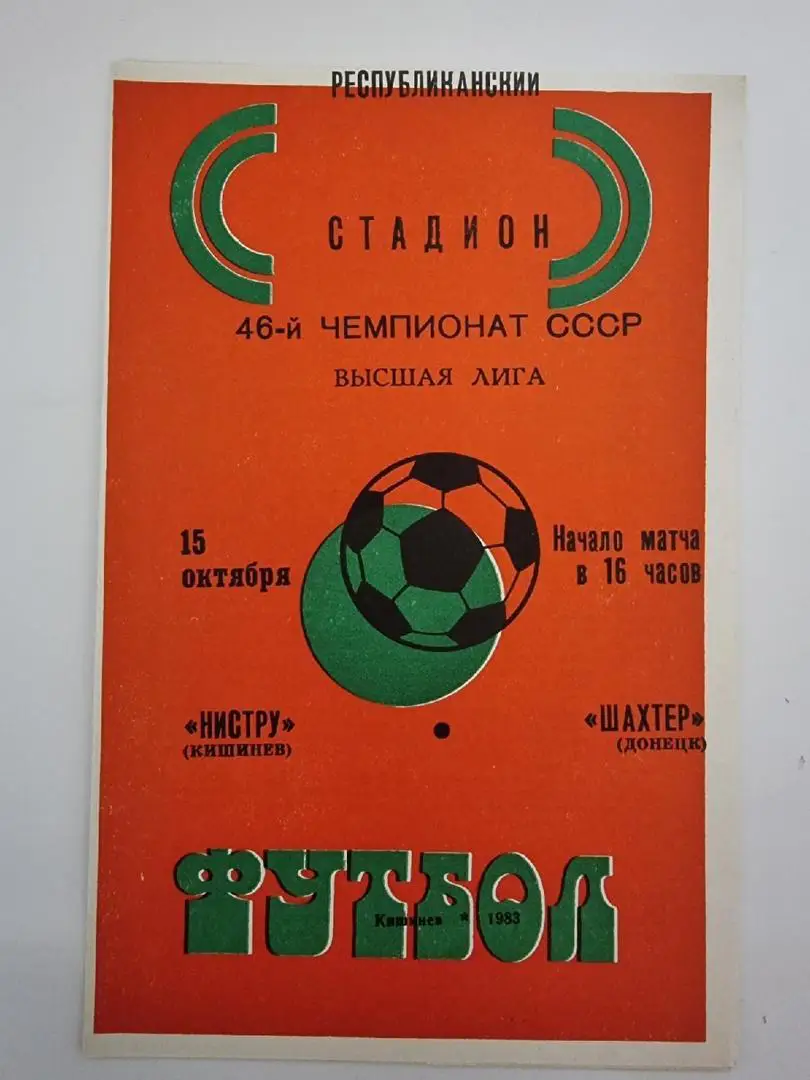 РЕСПУБЛИКАНСКИЙ
СТАДИОН
46-й ЧЕМПИОНАТ СССР
ВЫСШАЯ ЛИГА
15
октября
Начало матча
в 16 часов
«НИСТРУ»
(КИШИНЕВ)
«ШАХТЕР»
(ДОНЕЦК)
ФУТБОЛ
Кишинев * 1983